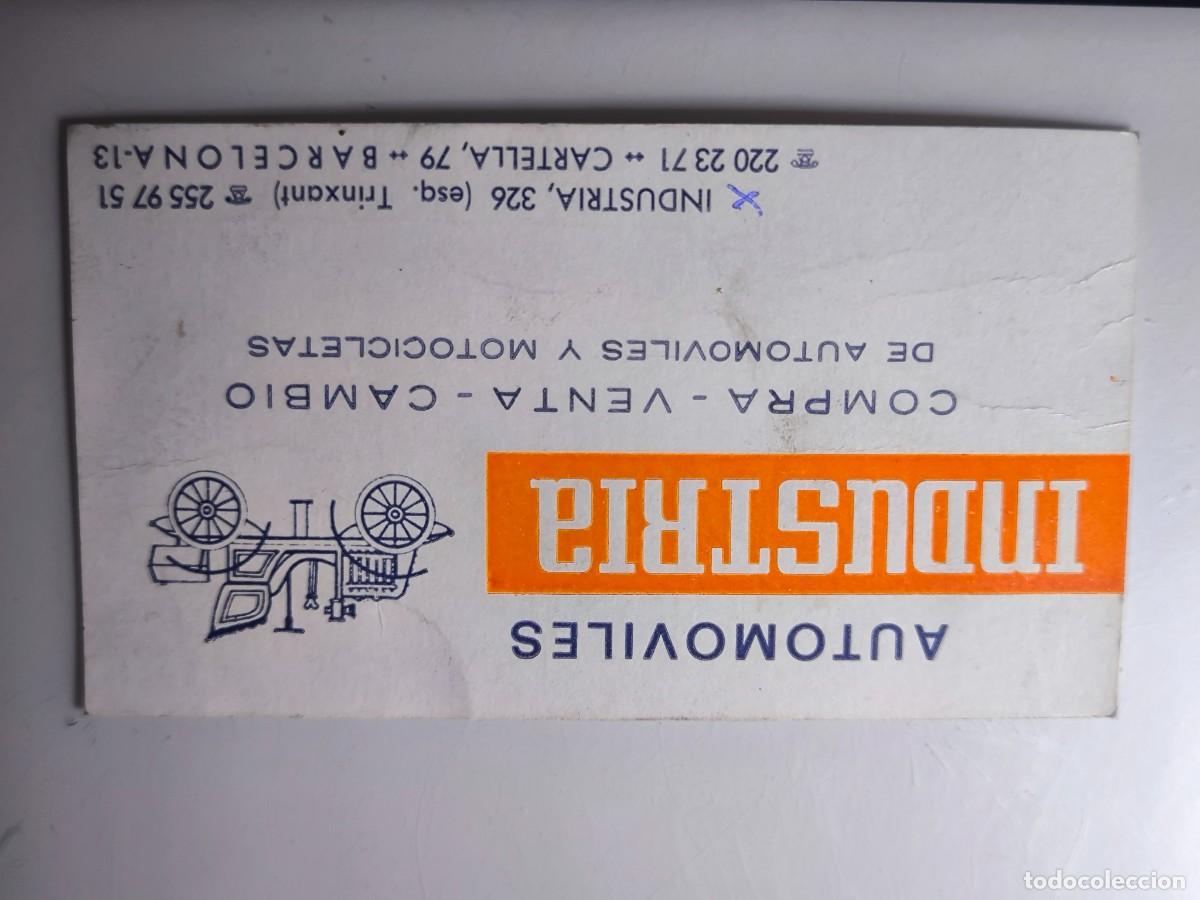 AUTOMOVILES
INDUSTRIa
COMPRA - VENTA - CAMBIO
DE AUTOMOVILES Y MOTOCICLETAS
X INDUSTRIA, 326 (esq. Trinxant) ☎ 255 97 51
☎ 220 23 71 ↔ CARTELLA, 79 ↔ BARCELONA-13
todocoleccion